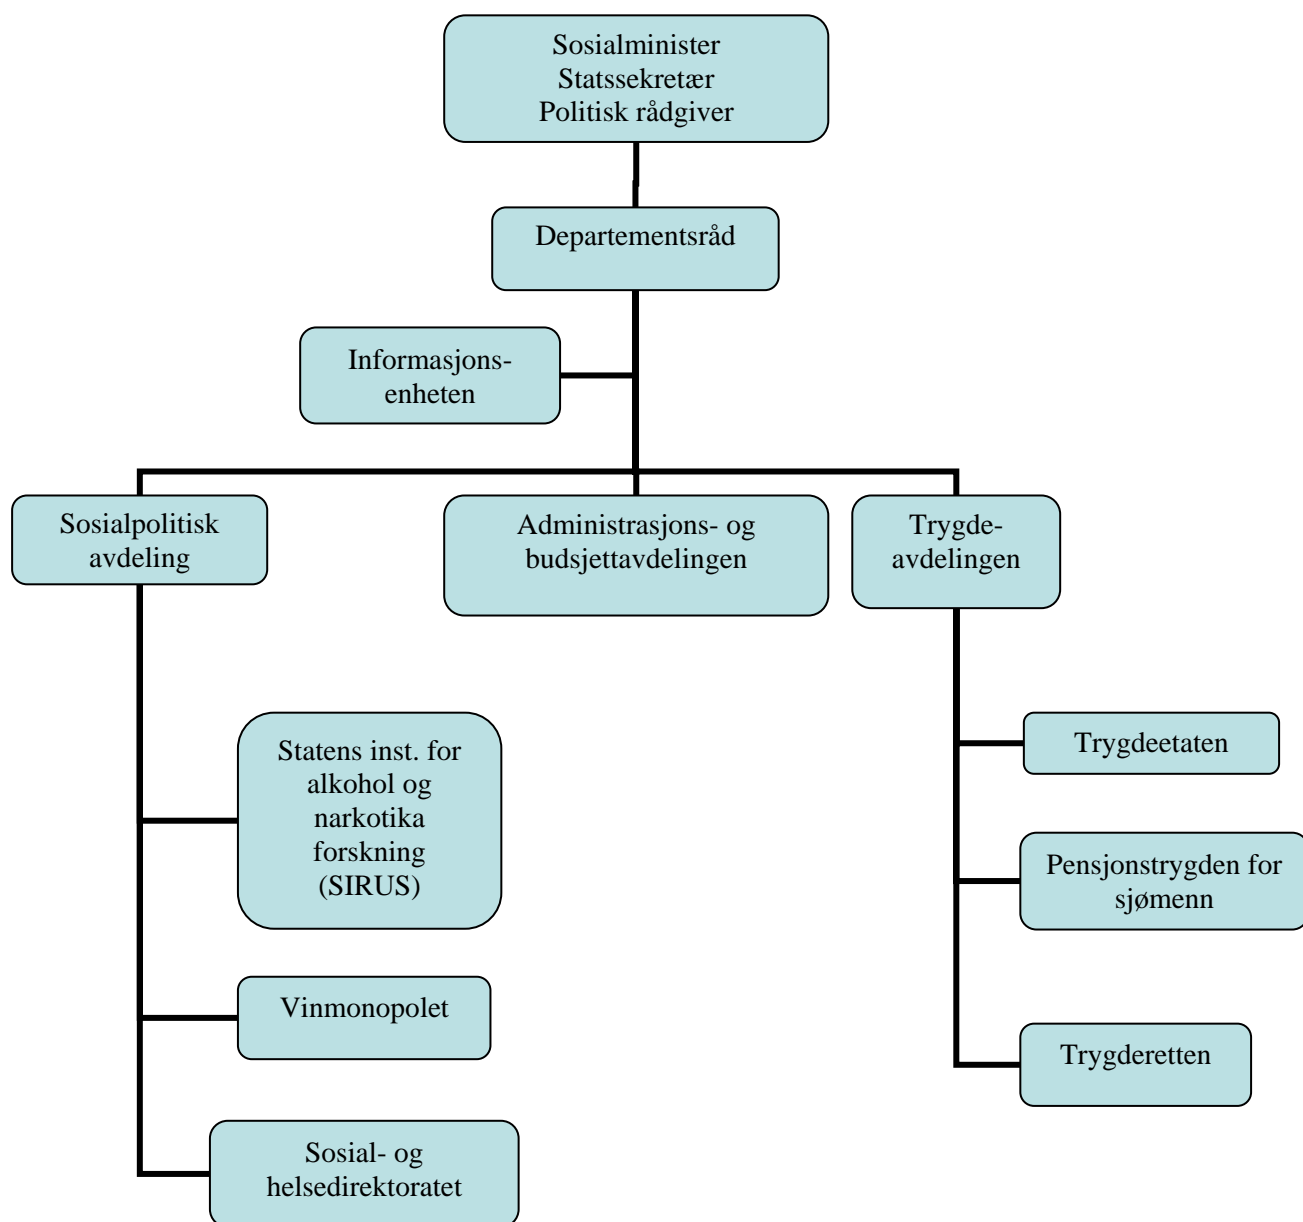 Sosialminister
Statssekretær
Politisk rådgiver
Departementsråd
Informasjons-
enheten
Sosialpolitisk
avdeling
Administrasjons- og
budsjettavdelingen
Trygde-
avdelingen
Statens inst. for
alkohol og
narkotika
forskning
(SIRUS)
Vinmonopolet
Sosial- og
helsedirektoratet
Trygdeetaten
Pensjonstrygden for
sjømenn
Trygderetten